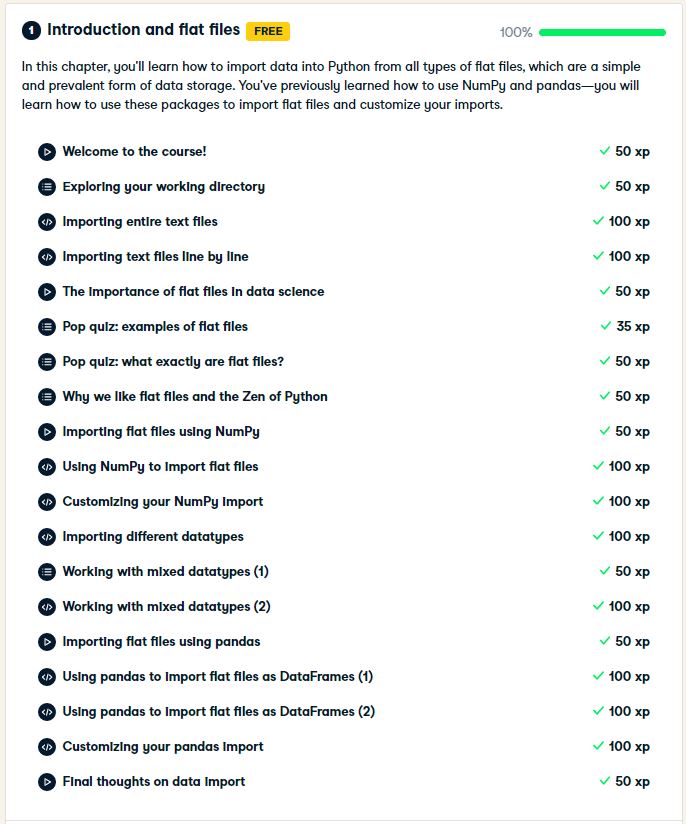 1 Introduction and flat files FREE 100%
In this chapter, you'll learn how to import data into Python from all types of flat files, which are a simple
and prevalent form of data storage. You've previously learned how to use NumPy and pandas—you will
learn how to use these packages to import flat files and customize your imports.
Welcome to the course! 50 xp
Exploring your working directory 50 xp
Importing entire text files 100 xp
Importing text files line by line 100 xp
The importance of flat files in data science 50 xp
Pop quiz: examples of flat files 35 xp
Pop quiz: what exactly are flat files? 50 xp
Why we like flat files and the Zen of Python 50 xp
Importing flat files using NumPy 50 xp
Using NumPy to import flat files 100 xp
Customizing your NumPy import 100 xp
Importing different datatypes 100 xp
Working with mixed datatypes (1) 50 xp
Working with mixed datatypes (2) 100 xp
Importing flat files using pandas 50 xp
Using pandas to import flat files as DataFrames (1) 100 xp
Using pandas to import flat files as DataFrames (2) 100 xp
Customizing your pandas import 100 xp
Final thoughts on data import 50 xp